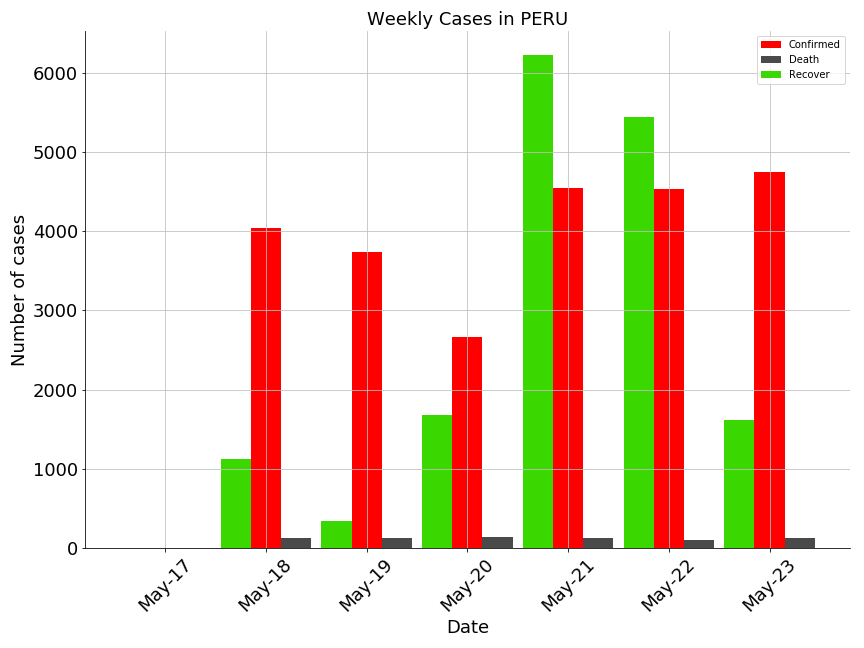 Weekly Cases in PERU
Confirmed
Death
Recover
Number of cases
6000
5000
4000
3000
2000
1000
0
May-17
May-18
May-19
May-20
May-21
May-22
May-23
Date